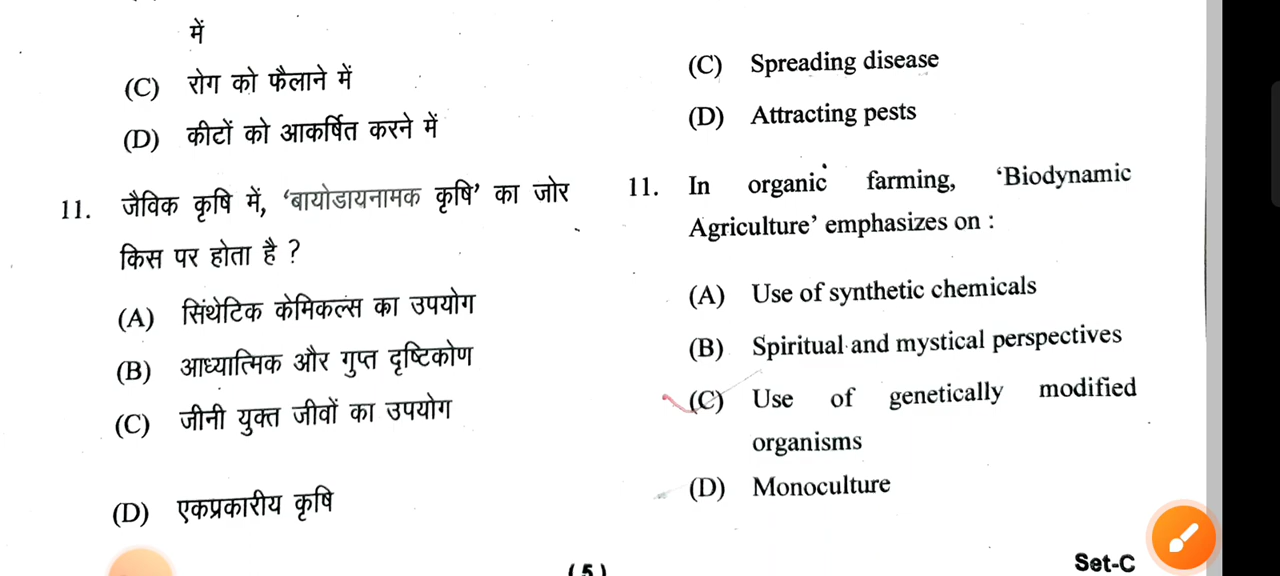 में
(C) रोग को फैलाने में
(D) कीटों को आकर्षित करने में
11. जैविक कृषि में, ‘बायोडायनामक कृषि’ का जोर
किस पर होता है ?
(A) सिंथेटिक केमिकल्स का उपयोग
(B) आध्यात्मिक और गुप्त दृष्टिकोण
(C) जीनी युक्त जीवों का उपयोग
(D) एकप्रकारीय कृषि
(C) Spreading disease
(D) Attracting pests
11. In organic farming, ‘Biodynamic
Agriculture’ emphasizes on :
(A) Use of synthetic chemicals
(B) Spiritual and mystical perspectives
(C) Use of genetically modified
organisms
(D) Monoculture
(5)
Set-C